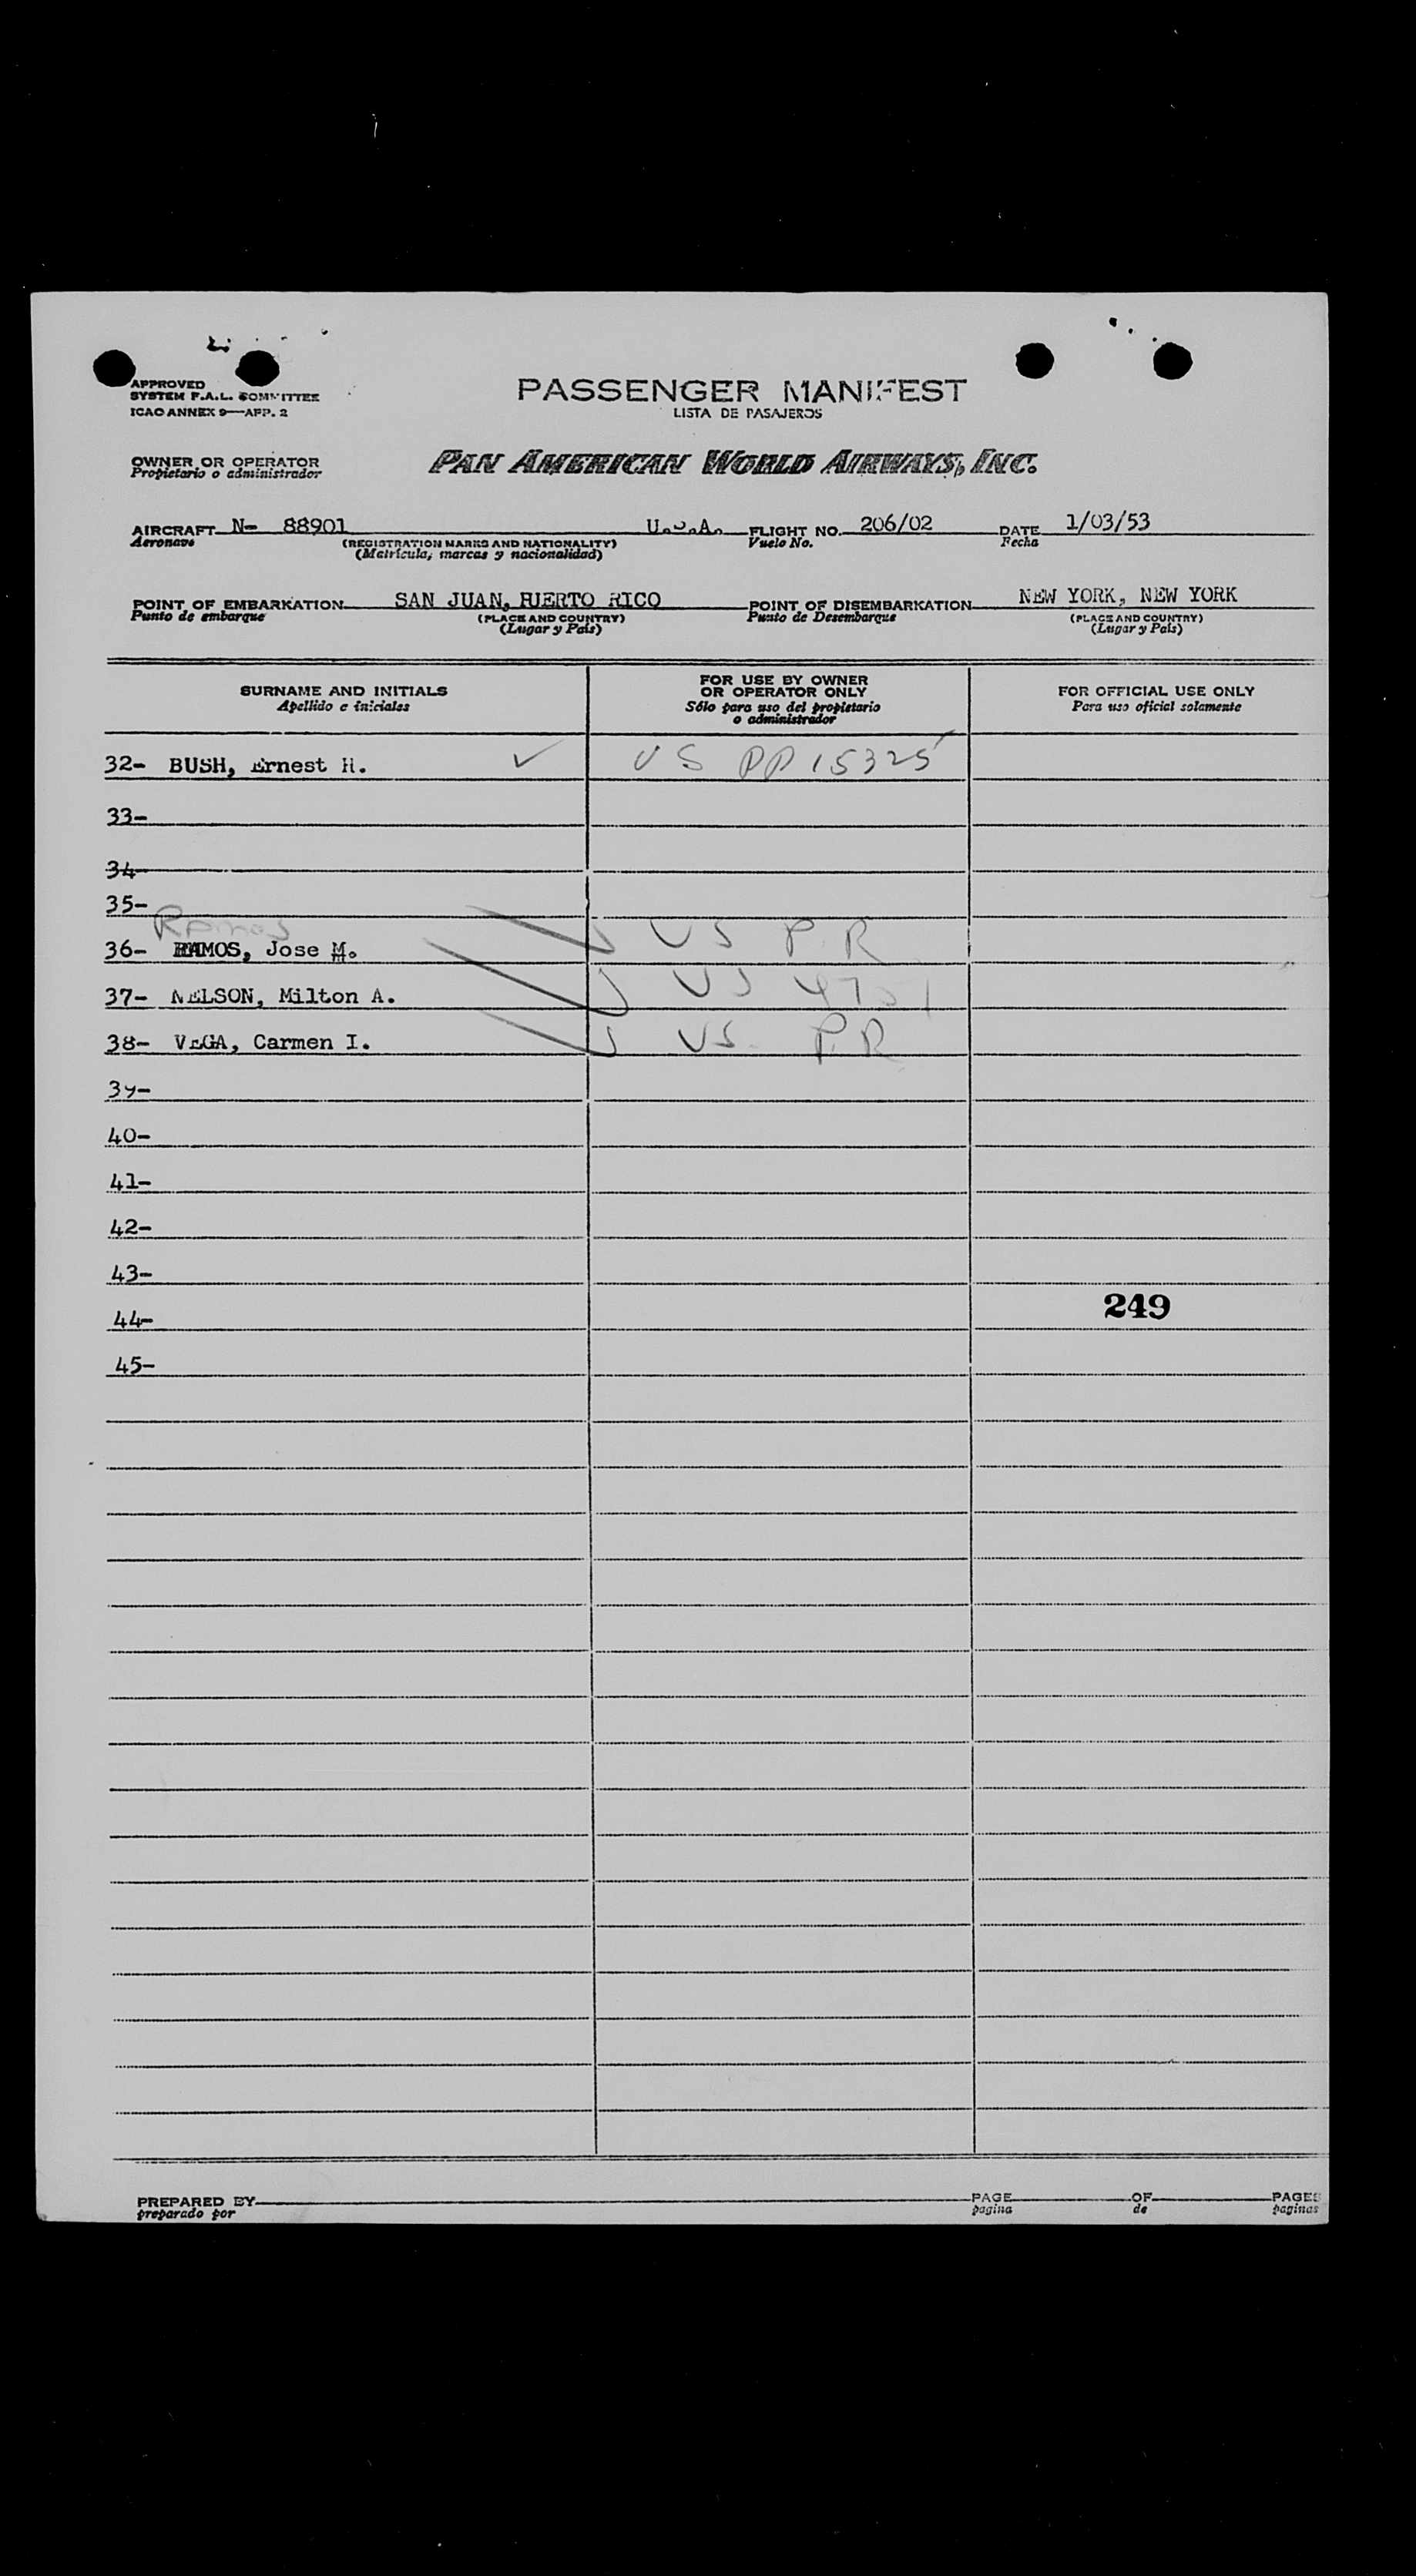 APPROVED
SYSTEM F.A.L. COMMITTEE
ICAO ANNEX 9—APP. 2
PASSENGER MANIFEST
LISTA DE PASAJEROS
OWNER OR OPERATOR
Propietario o administrador
PAN AMERICAN WORLD AIRWAYS, INC.
AIRCRAFT N- 88901 U.S.A. FLIGHT NO. 206/02 DATE 1/03/53
Aeronave (REGISTRATION MARKS AND NATIONALITY) Vuelo No. Fecha
(Matrícula, marcas y nacionalidad)
POINT OF EMBARKATION SAN JUAN, PUERTO RICO POINT OF DISEMBARKATION NEW YORK, NEW YORK
Punto de embarque (PLACE AND COUNTRY) Punto de Desembarque (PLACE AND COUNTRY)
(Lugar y País) (Lugar y País)
SURNAME AND INITIALS FOR USE BY OWNER OR OPERATOR ONLY FOR OFFICIAL USE ONLY
Apellido e iniciales Sólo para uso del propietario o administrador Para uso oficial solamente
32- BUSH, Ernest H. ✓ US PP 15325
33-
34-
35-
Ramos
36- RAMOS, Jose M. US P.R
37- NELSON, Milton A. US
38- VEGA, Carmen I. US P.R
39-
40-
41-
42-
43-
249
44-
45-
PREPARED BY PAGE OF PAGES
preparado por pagina de paginas